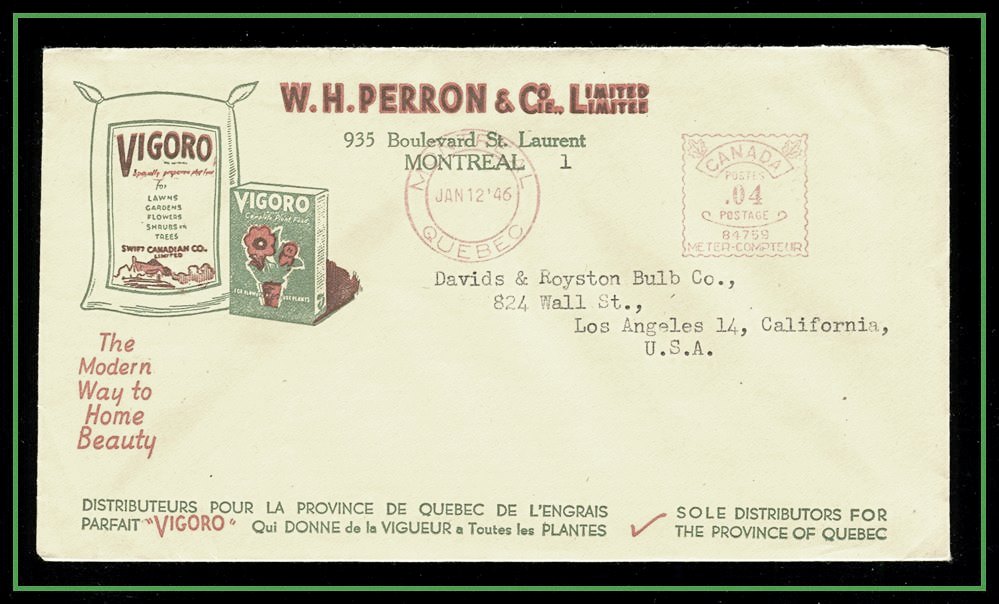 W.H. PERRON & CO. CIE., LIMITED LIMITEE
935 Boulevard St. Laurent
MONTREAL 1
MONTREAL
JAN 12 '46
QUEBEC
CANADA
POSTES
.04
POSTAGE
84759
METER-COMPTEUR
VIGORO
Specially prepared plant food
For
LAWNS
GARDENS
FLOWERS
SHRUBS
TREES
SWIFT CANADIAN CO.
LIMITED
VIGORO
Complete Plant Food
Davids & Royston Bulb Co.,
824 Wall St.,
Los Angeles 14, California,
U.S.A.
The
Modern
Way to
Home
Beauty
DISTRIBUTEURS POUR LA PROVINCE DE QUEBEC DE L'ENGRAIS
PARFAIT "VIGORO" Qui DONNE de la VIGUEUR a Toutes les PLANTES
SOLE DISTRIBUTORS FOR
THE PROVINCE OF QUEBEC